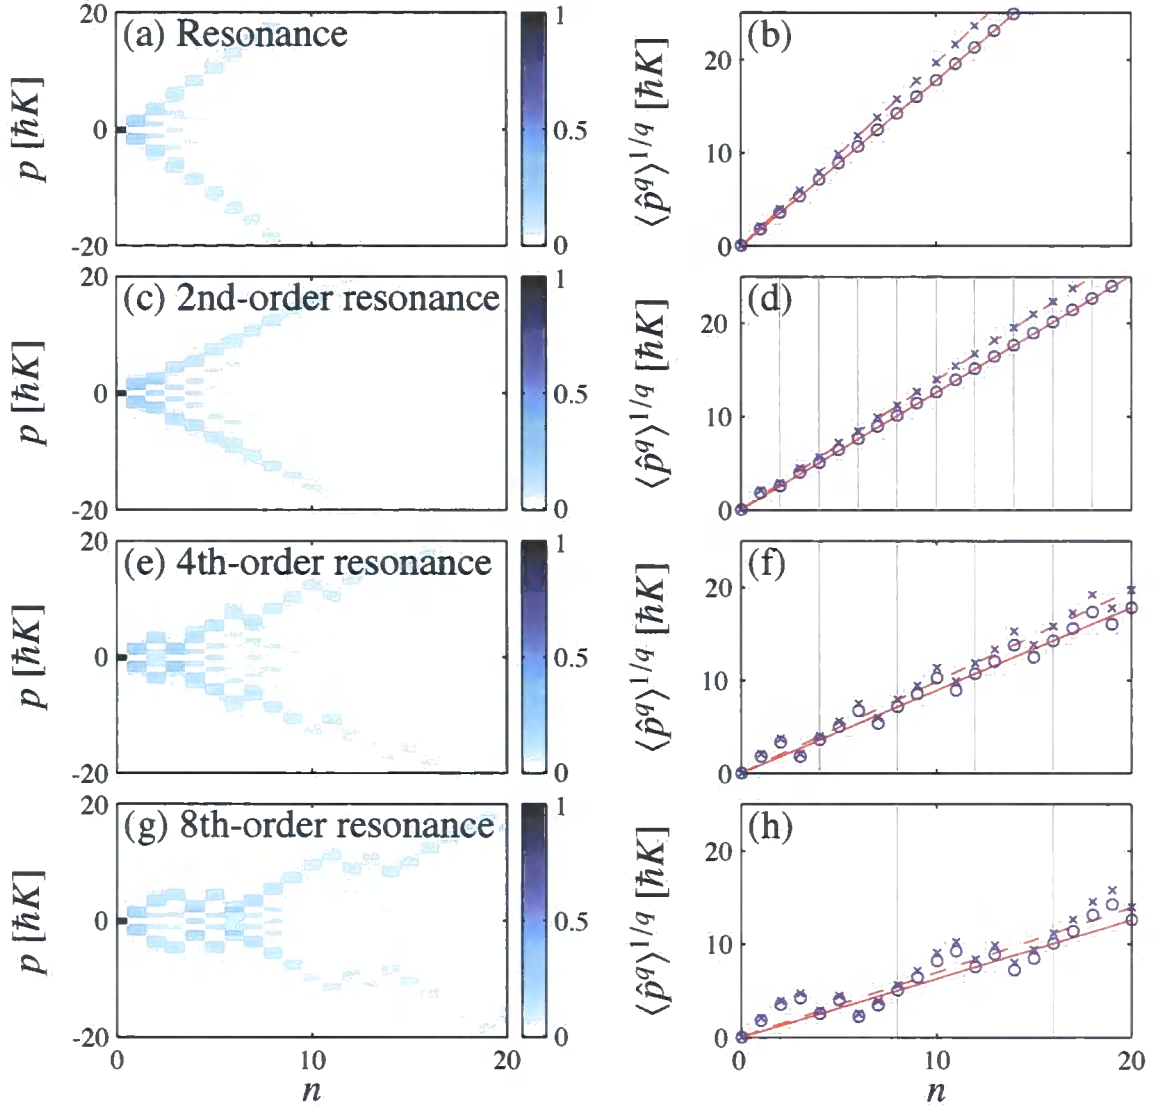 (a) Resonance
20
0
-20
p [ħK]
1
0.5
0
(b)
20
10
0
⟨p̂^q⟩^{1/q} [ħK]
(c) 2nd-order resonance
20
0
-20
p [ħK]
1
0.5
0
(d)
20
10
0
⟨p̂^q⟩^{1/q} [ħK]
(e) 4th-order resonance
20
0
-20
p [ħK]
1
0.5
0
(f)
20
10
0
⟨p̂^q⟩^{1/q} [ħK]
(g) 8th-order resonance
20
0
-20
p [ħK]
1
0.5
0
(h)
20
10
0
⟨p̂^q⟩^{1/q} [ħK]
0 10 20
n
0 10 20
n